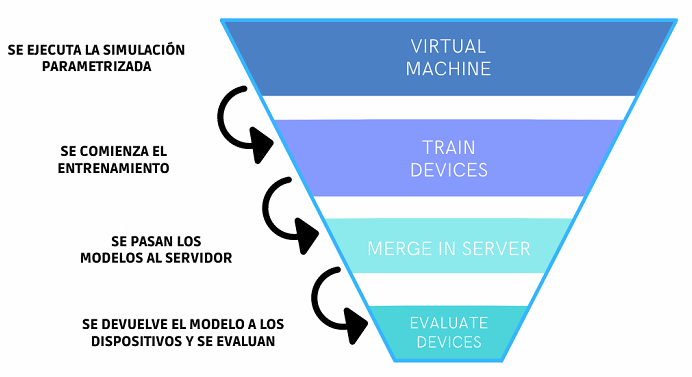 SE EJECUTA LA SIMULACIÓN
PARAMETRIZADA
VIRTUAL
MACHINE
SE COMIENZA EL
ENTRENAMIENTO
TRAIN
DEVICES
SE PASAN LOS
MODELOS AL SERVIDOR
MERGE IN SERVER
SE DEVUELVE EL MODELO A LOS
DISPOSITIVOS Y SE EVALUAN
EVALUATE
DEVICES